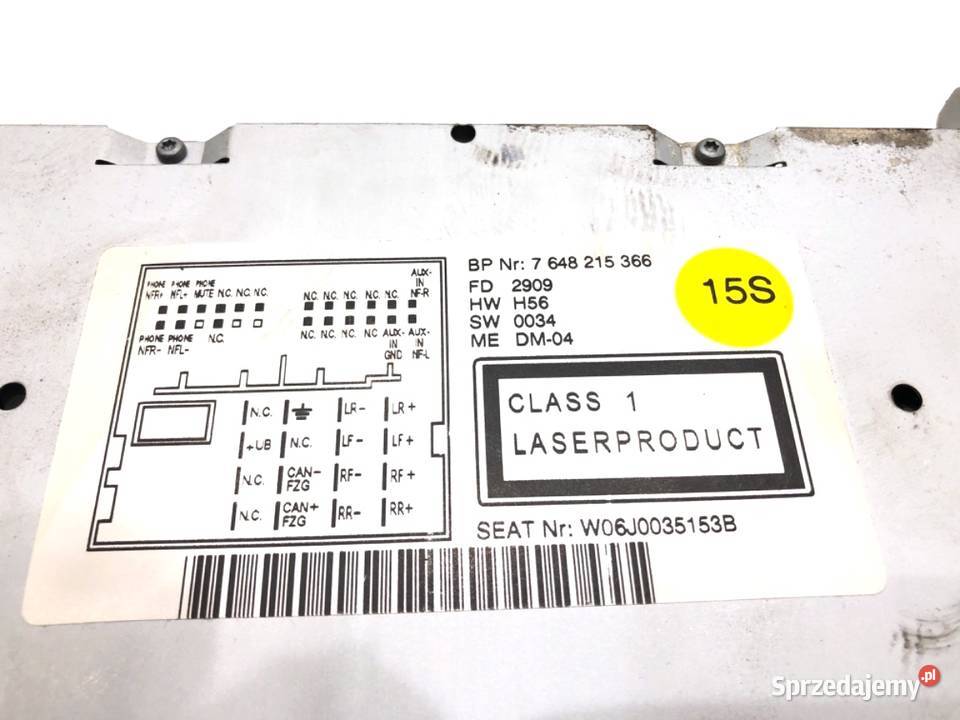 PHONE PHONE PHONE
NFR+ NFL+ MUTE N.C. N.C. N.C.
PHONE PHONE N.C.
NFR- NFL-
AUX-
IN
N.C. N.C. N.C. N.C. N.C. NF-R
N.C. N.C. N.C. N.C. AUX- AUX-
IN IN
GND NF-L
N.C. LR- LR+
+UB N.C. LF- LF+
N.C. CAN- FZG RF- RF+
N.C. CAN+ FZG RR- RR+
BP Nr: 7 648 215 366
FD 2909
HW H56
SW 0034
ME DM-04
15S
CLASS 1
LASERPRODUCT
SEAT Nr: W06J0035153B
Sprzedajemy.pl